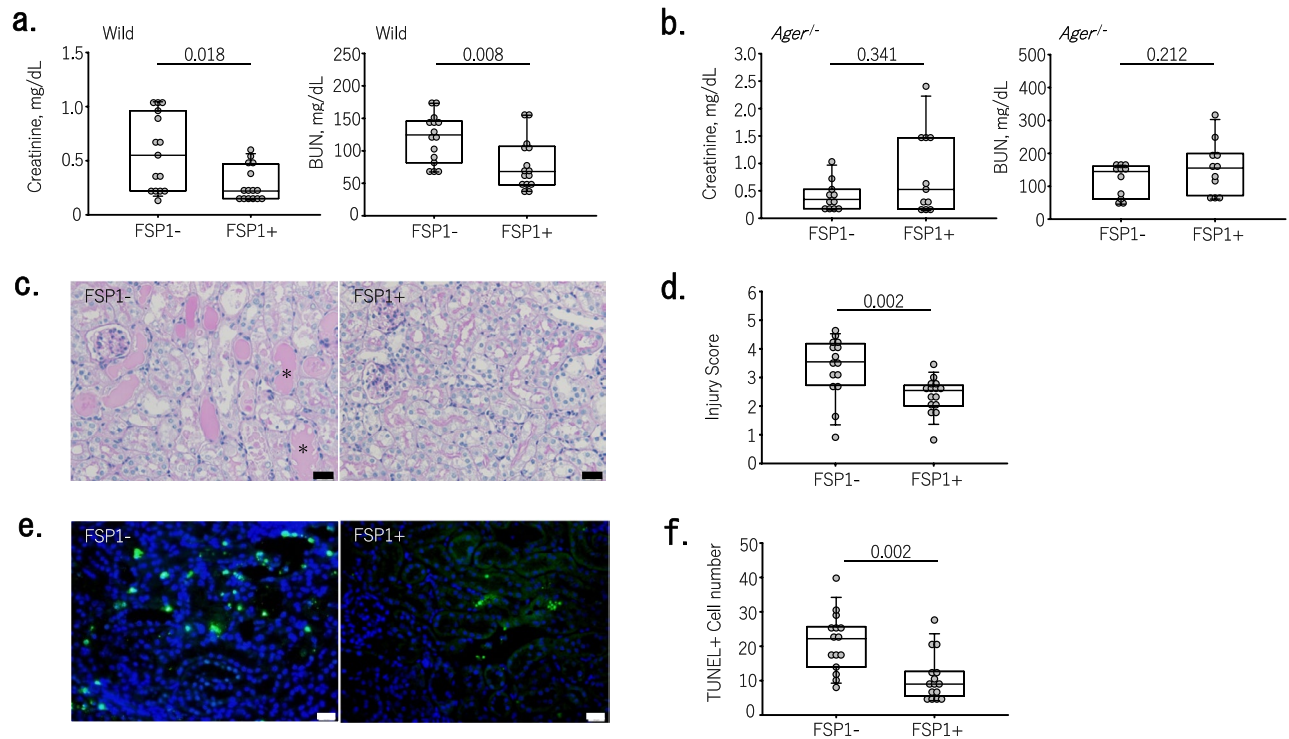 a.
Wild
Creatinine, mg/dL
1.5
1.0
0.5
0
0.018
FSP1-
FSP1+
Wild
BUN, mg/dL
250
200
150
100
50
0
0.008
FSP1-
FSP1+
b.
Ager/-
Creatinine, mg/dL
3.0
2.5
2.0
1.5
1.0
0.5
0
0.341
FSP1-
FSP1+
Ager/-
BUN, mg/dL
500
400
300
200
100
0
0.212
FSP1-
FSP1+
c.
FSP1-
*
*
FSP1+
d.
Injury Score
6
5
4
3
2
1
0
0.002
FSP1-
FSP1+
e.
FSP1-
FSP1+
f.
TUNEL+ Cell number
50
40
30
20
10
0
0.002
FSP1-
FSP1+